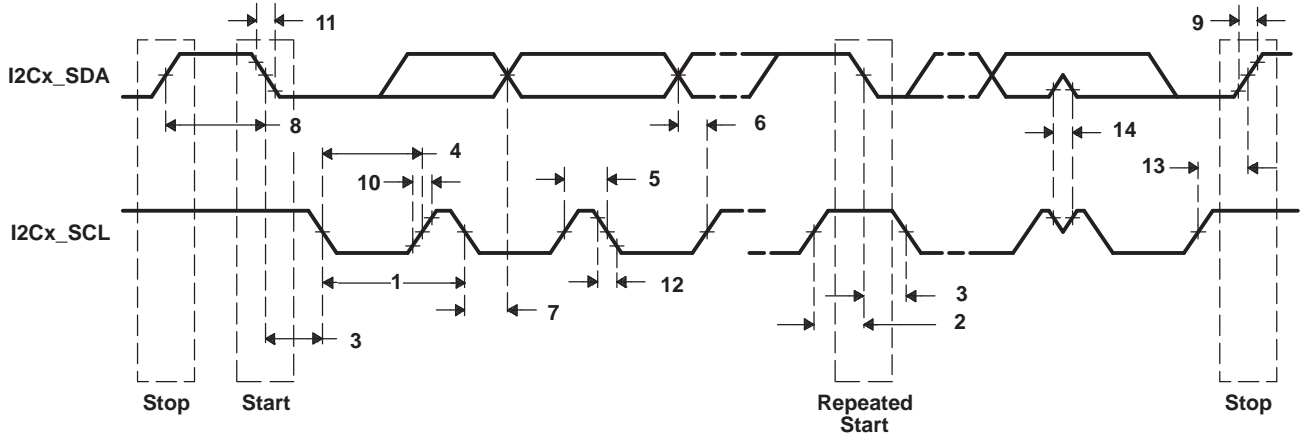 11
9
I2Cx_SDA
8
6
14
4
13
10
5
I2Cx_SCL
1
12
7
3
2
3
Stop
Start
Repeated
Start
Stop